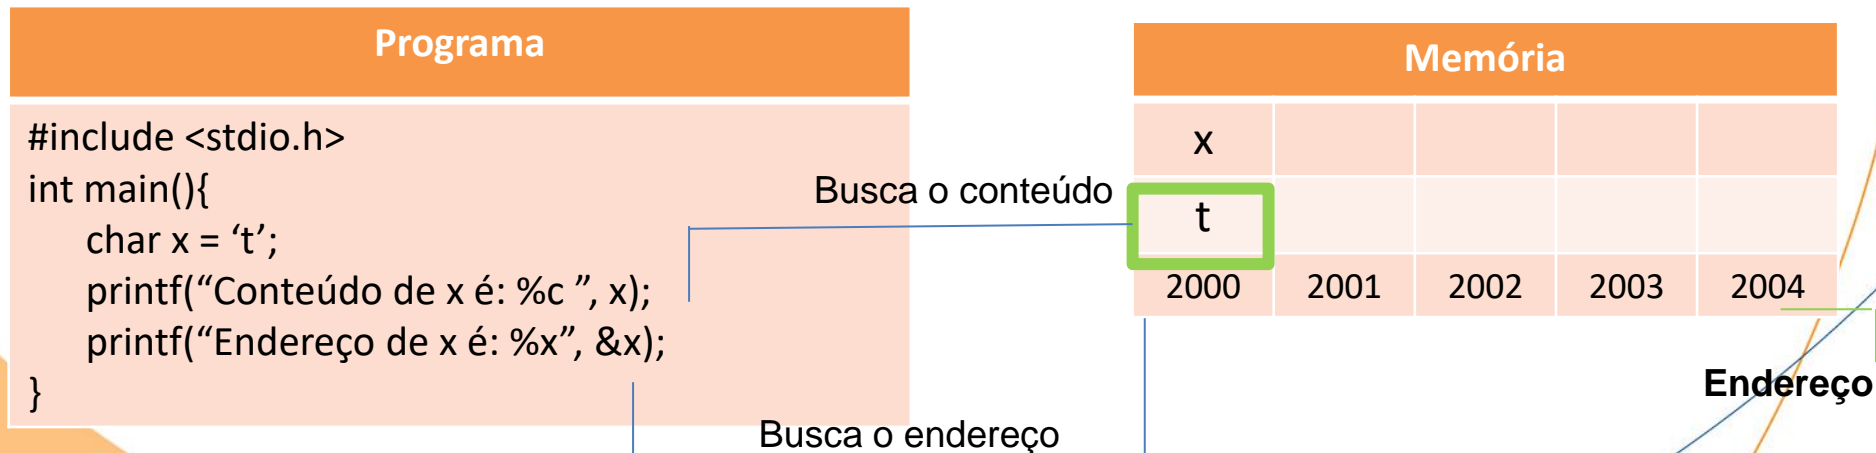 Programa
#include <stdio.h>
int main(){
char x = ‘t’;
printf(“Conteúdo de x é: %c ”, x);
printf(“Endereço de x é: %x”, &x);
}
Busca o conteúdo
Busca o endereço
Memória
x
t
2000 2001 2002 2003 2004
Endereço